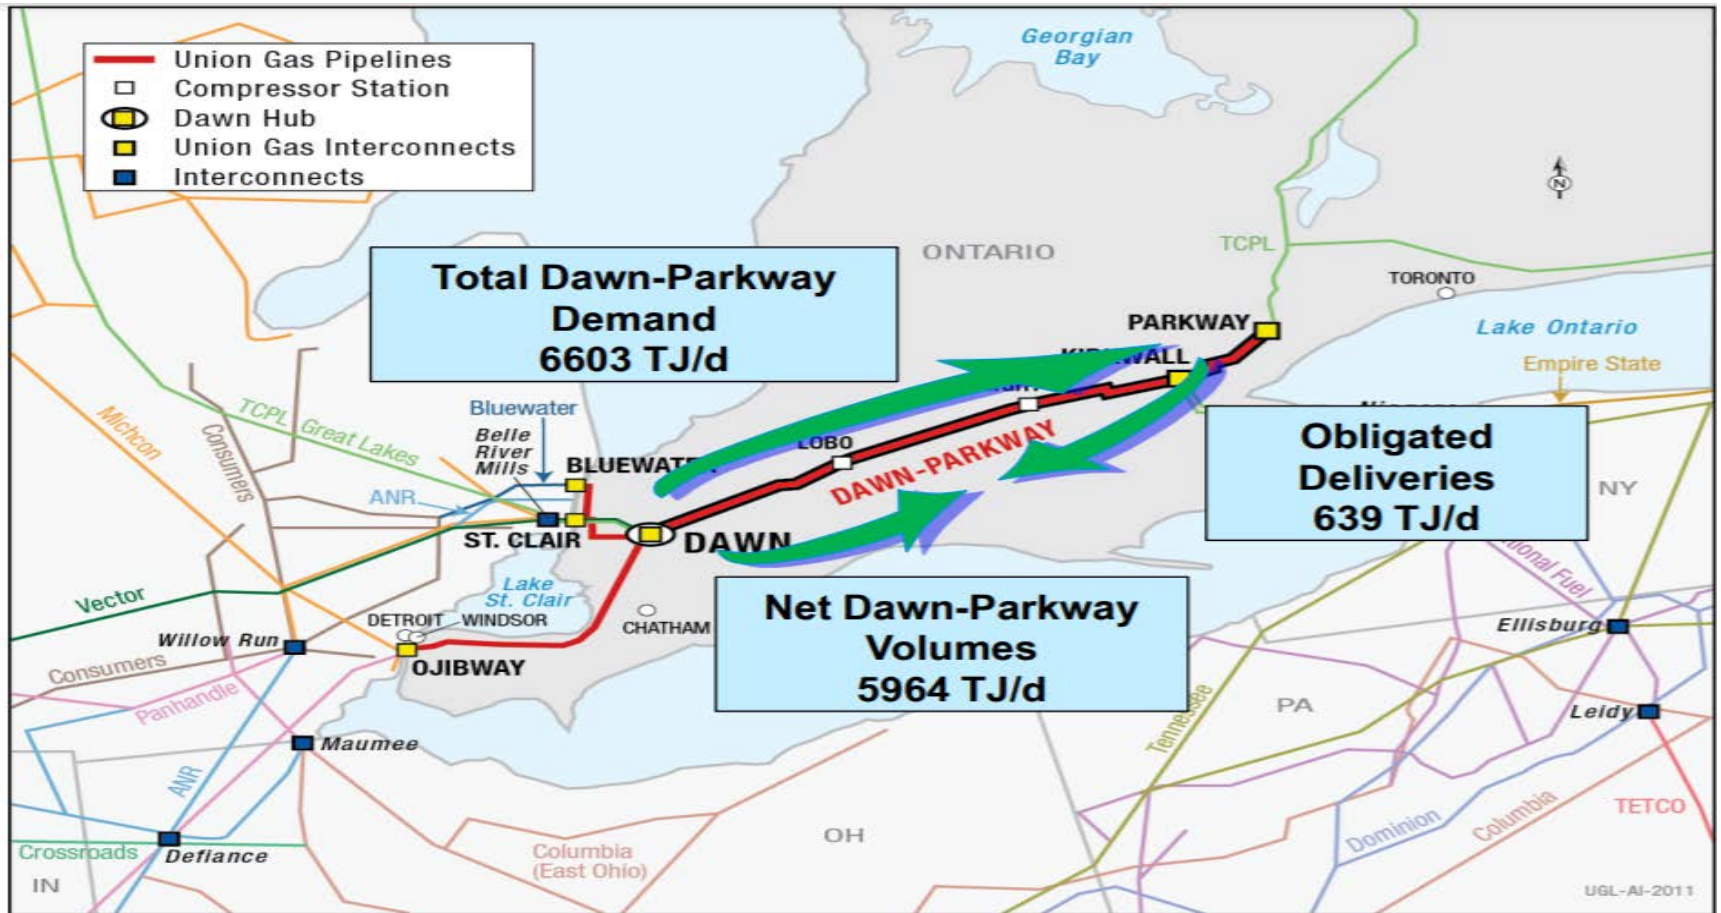 Union Gas Pipelines
Compressor Station
Dawn Hub
Union Gas Interconnects
Interconnects
Georgian
Bay
N
ONTARIO
TCPL
TORONTO
Total Dawn-Parkway
Demand
6603 TJ/d
PARKWAY
Lake Ontario
Empire State
Michcon
Consumers
TCPL Great Lakes
Bluewater
Belle
River
Mills
BLUEWATER
LOBO
DAWN-PARKWAY
Obligated
Deliveries
639 TJ/d
NY
ANR
ST. CLAIR
DAWN
Lake
St. Clair
Vector
DETROIT
WINDSOR
CHATHAM
Net Dawn-Parkway
Volumes
5964 TJ/d
Willow Run
Consumers
OJIBWAY
Panhandle
Ellisburg
Leidy
PA
Tennessee
Maumee
ANR
TETCO
Columbia
Dominion
OH
Crossroads
Defiance
Columbia
(East Ohio)
IN
UGL-AI-2011